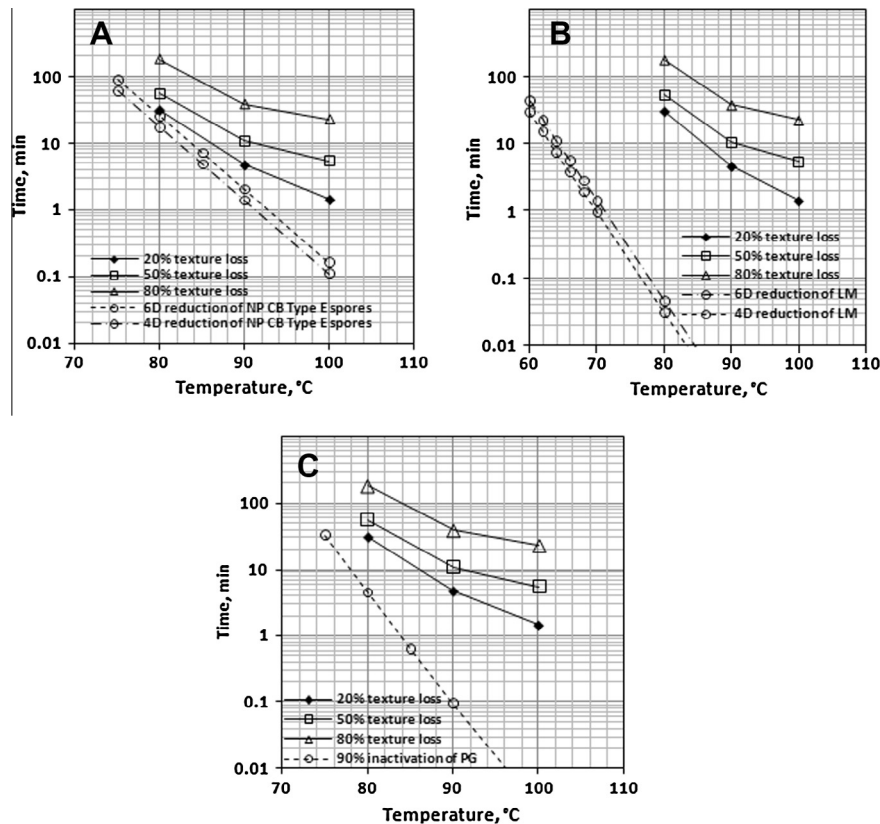 A
100
10
1
0.1
0.01
Time, min
20% texture loss
50% texture loss
80% texture loss
6D reduction of NP CB Type E spores
4D reduction of NP CB Type E spores
70 80 90 100 110
Temperature, °C
B
100
10
1
0.1
0.01
Time, min
20% texture loss
50% texture loss
80% texture loss
6D reduction of LM
4D reduction of LM
60 70 80 90 100 110
Temperature, °C
C
100
10
1
0.1
0.01
Time, min
20% texture loss
50% texture loss
80% texture loss
90% inactivation of PG
70 80 90 100 110
Temperature, °C